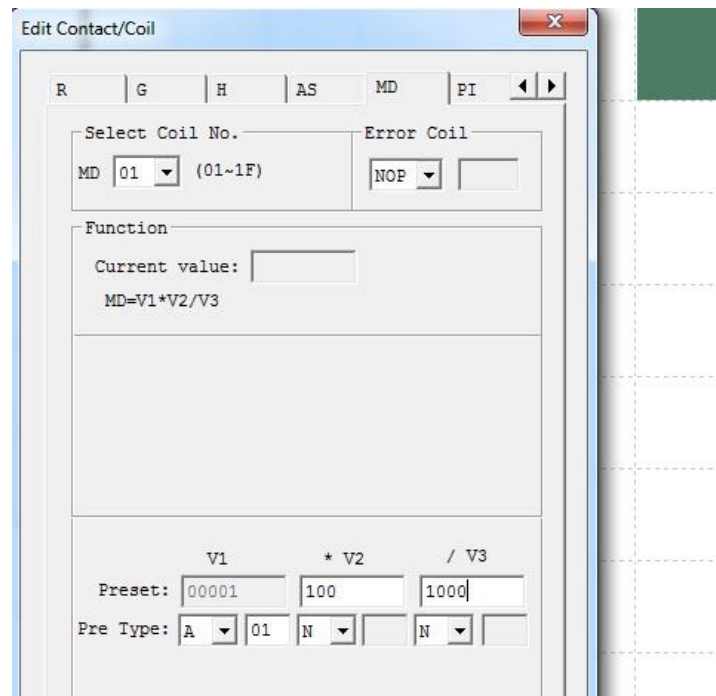 Edit Contact/Coil
R G H AS MD PI
Select Coil No. Error Coil
MD 01 (01~1F) NOP
Function
Current value:
MD=V1*V2/V3
V1 * V2 / V3
Preset: 00001 100 1000
Pre Type: A 01 N N